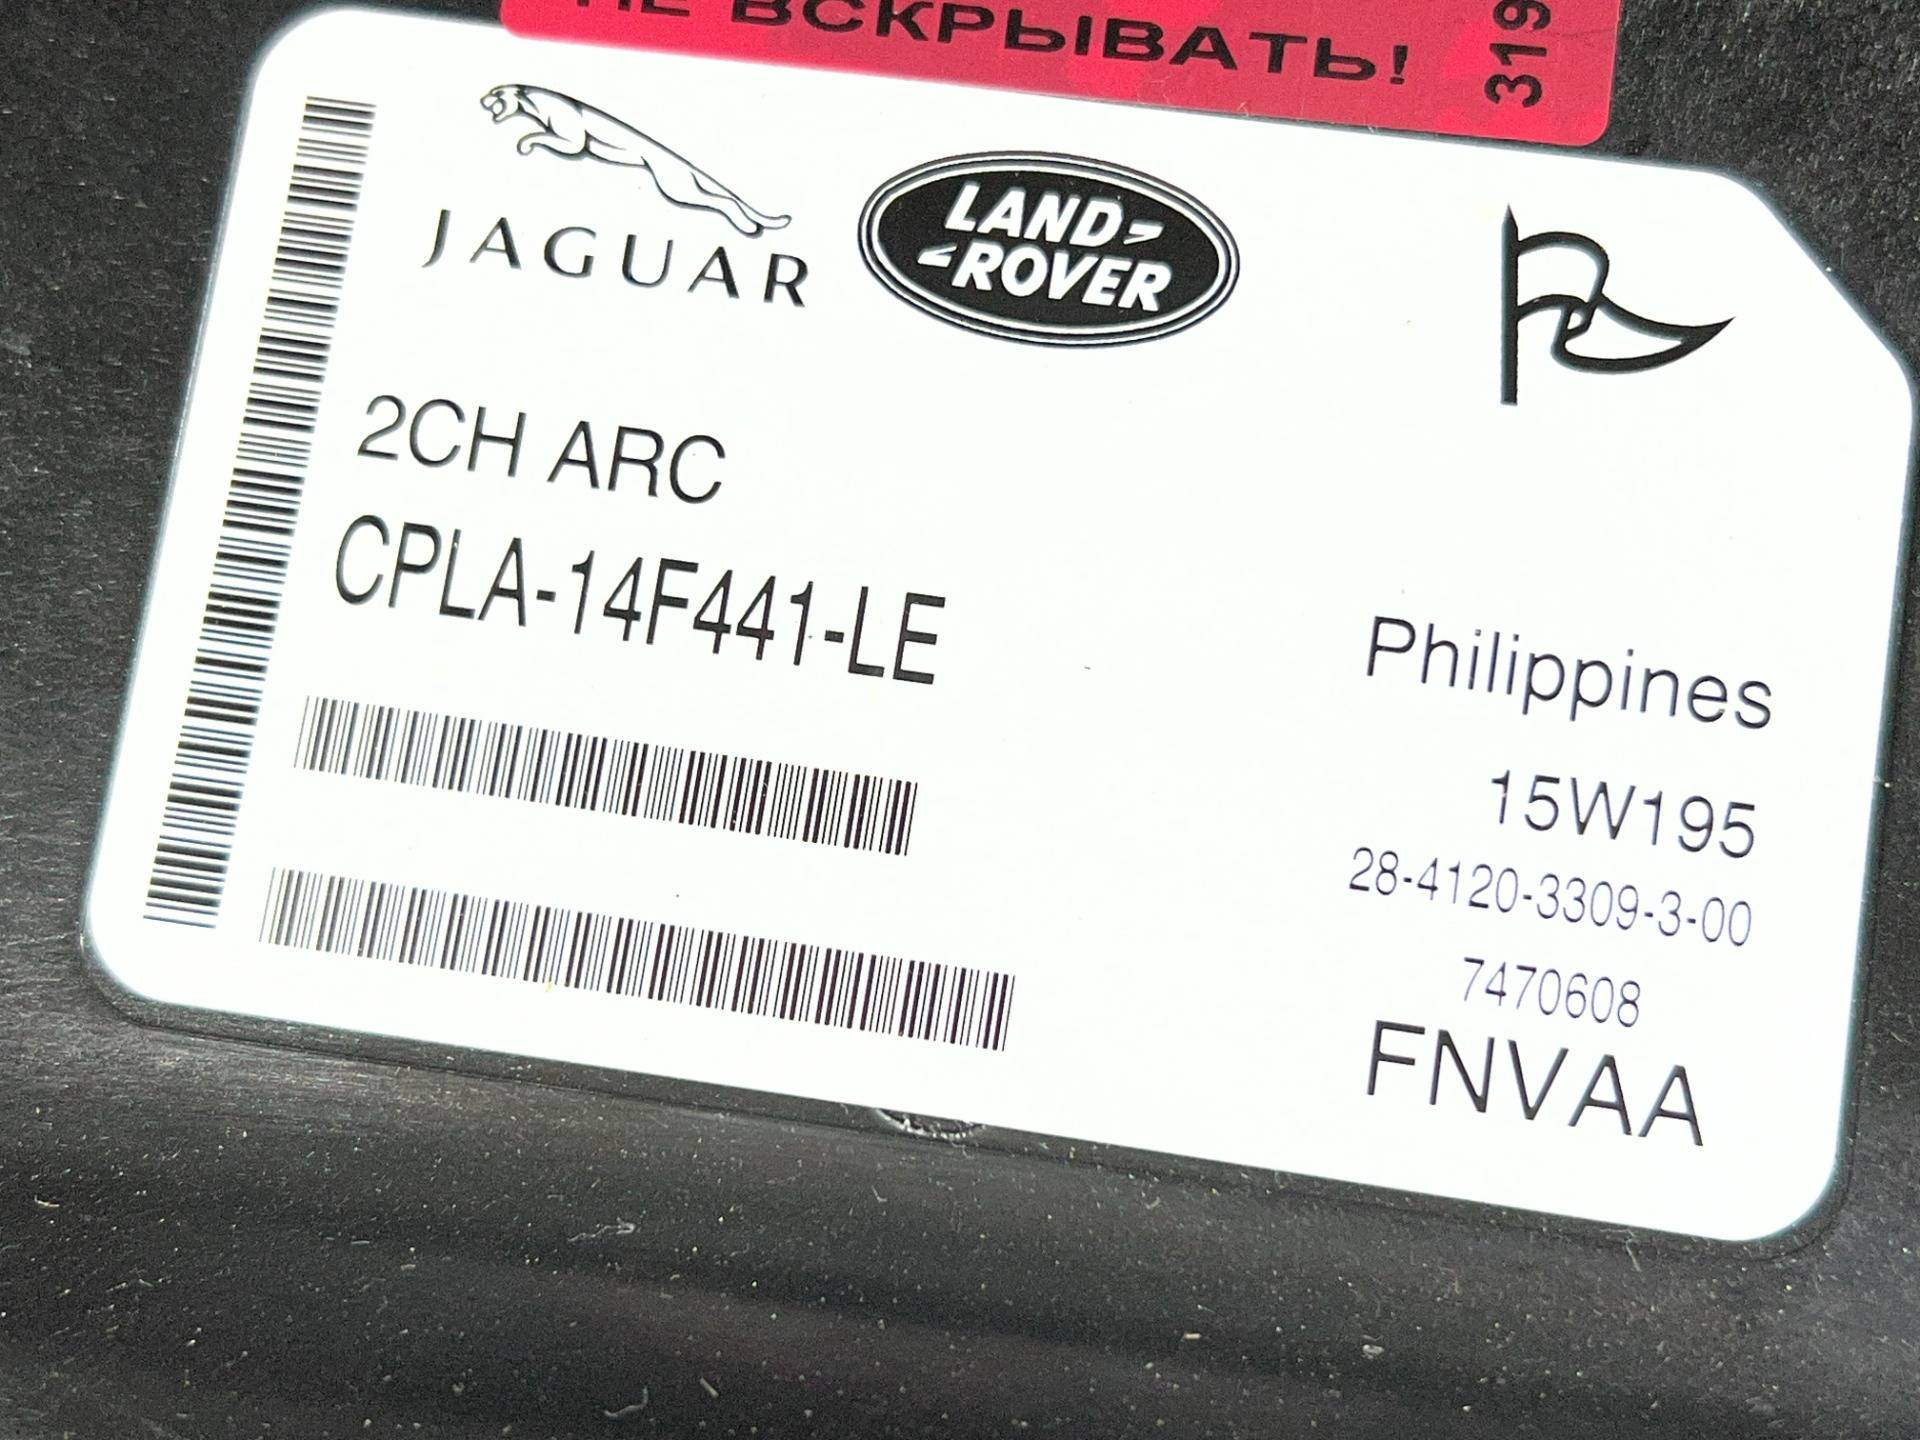 НЕ ВСКРЫВАТЬ!
319
JAGUAR
LAND-
-ROVER
2CH ARC
CPLA-14F441-LE
Philippines
15W195
28-4120-3309-3-00
7470608
FNVAA